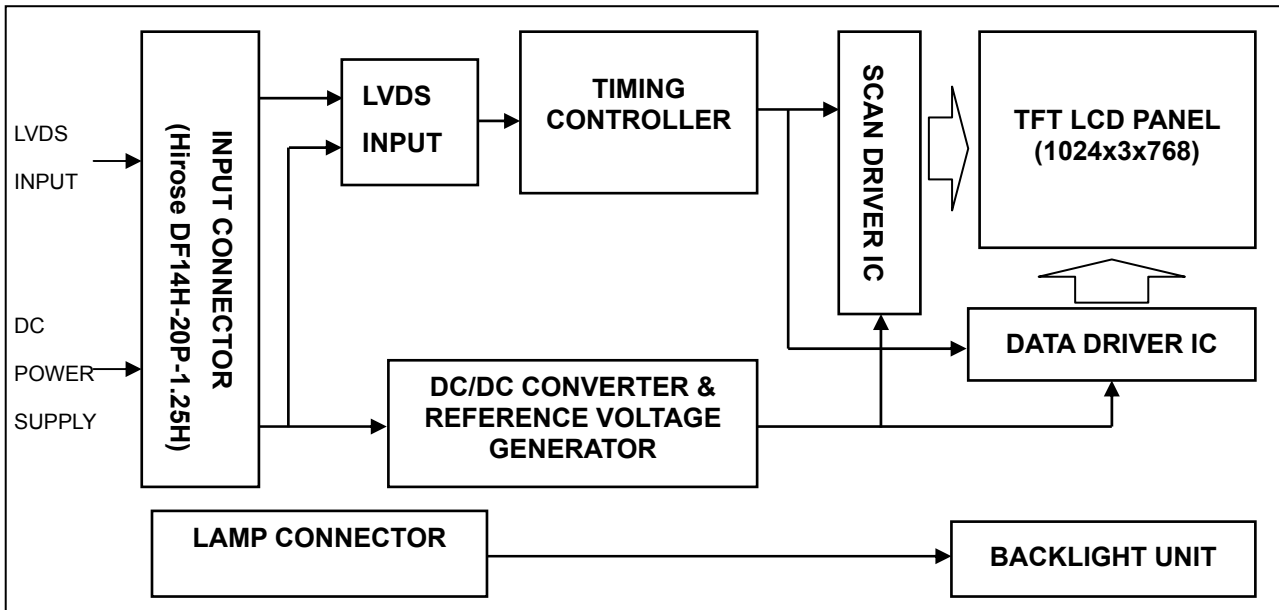 LVDS
INPUT
DC
POWER
SUPPLY
INPUT CONNECTOR
(Hirose DF14H-20P-1.25H)
LVDS
INPUT
TIMING
CONTROLLER
SCAN DRIVER IC
TFT LCD PANEL
(1024x3x768)
DATA DRIVER IC
DC/DC CONVERTER &
REFERENCE VOLTAGE
GENERATOR
LAMP CONNECTOR
BACKLIGHT UNIT